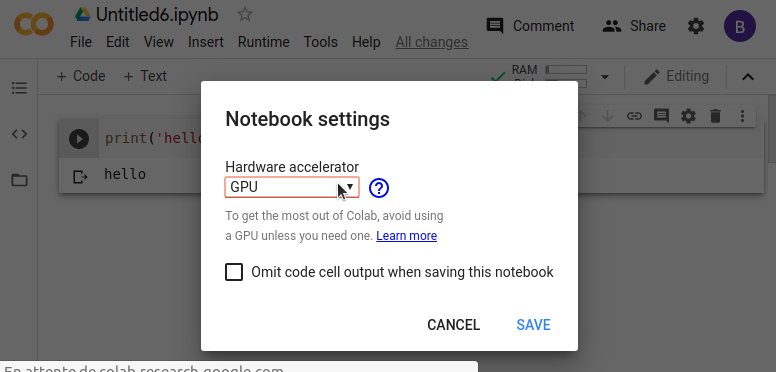 Untitled6.ipynb
Comment
Share
B
File Edit View Insert Runtime Tools Help All changes
+ Code + Text
RAM
Editing
print('hello
hello
Notebook settings
Hardware accelerator
GPU
?
To get the most out of Colab, avoid using
a GPU unless you need one. Learn more
Omit code cell output when saving this notebook
CANCEL SAVE
En attente de colab.research.google.com